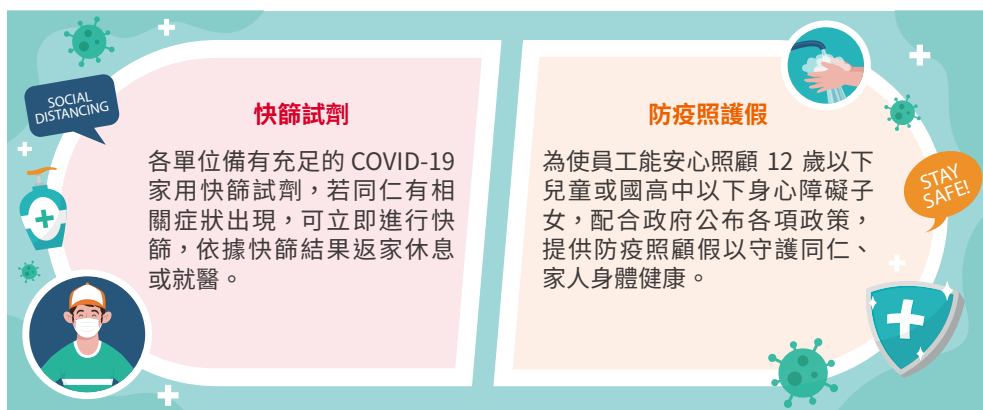 SOCIAL
DISTANCING
快篩試劑
各單位備有充足的 COVID-19
家用快篩試劑，若同仁有相
關症狀出現，可立即進行快
篩，依據快篩結果返家休息
或就醫。
防疫照護假
為使員工能安心照顧 12 歲以下
兒童或國高中以下身心障礙子
女，配合政府公布各項政策，
提供防疫照顧假以守護同仁、
家人身體健康。
STAY
SAFE!